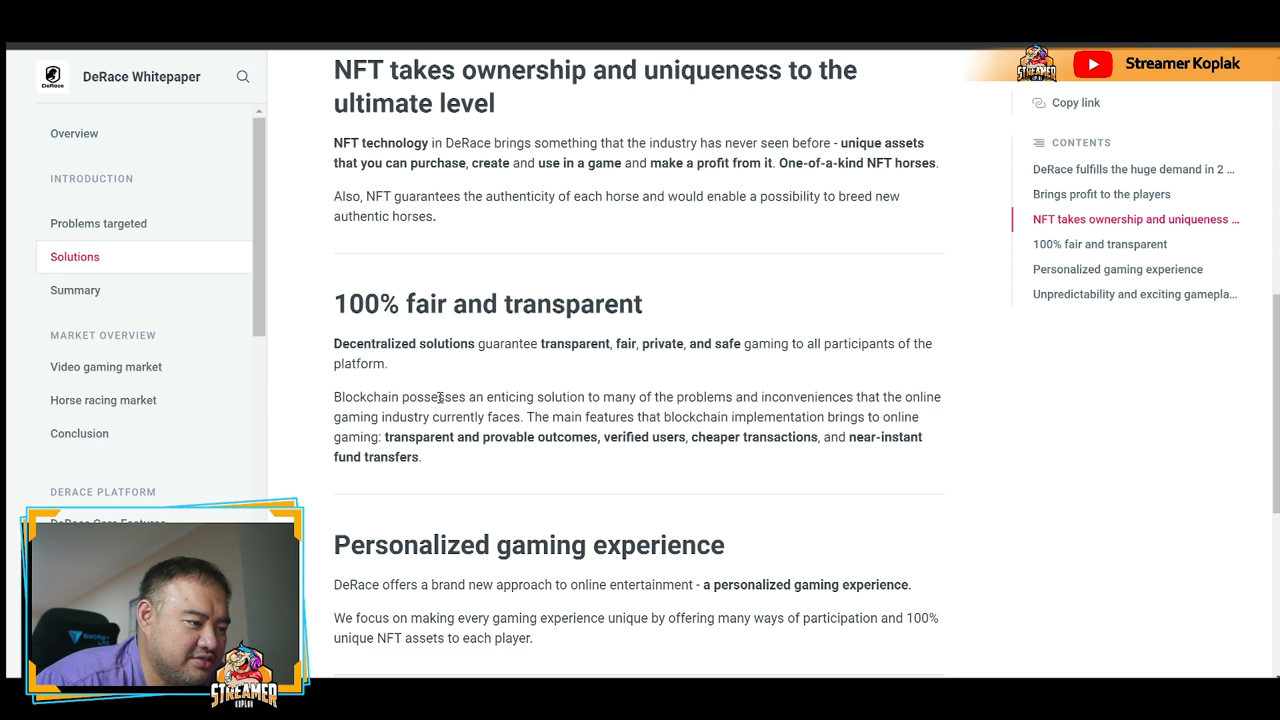 DeRace
DeRace Whitepaper
Overview
INTRODUCTION
Problems targeted
Solutions
Summary
MARKET OVERVIEW
Video gaming market
Horse racing market
Conclusion
DERACE PLATFORM
DeRace Core Features
NFT takes ownership and uniqueness to the
ultimate level
NFT technology in DeRace brings something that the industry has never seen before - unique assets
that you can purchase, create and use in a game and make a profit from it. One-of-a-kind NFT horses.
Also, NFT guarantees the authenticity of each horse and would enable a possibility to breed new
authentic horses.
100% fair and transparent
Decentralized solutions guarantee transparent, fair, private, and safe gaming to all participants of the
platform.
Blockchain possesses an enticing solution to many of the problems and inconveniences that the online
gaming industry currently faces. The main features that blockchain implementation brings to online
gaming: transparent and provable outcomes, verified users, cheaper transactions, and near-instant
fund transfers.
Personalized gaming experience
DeRace offers a brand new approach to online entertainment - a personalized gaming experience.
We focus on making every gaming experience unique by offering many ways of participation and 100%
unique NFT assets to each player.
Streamer Koplak
Copy link
CONTENTS
DeRace fulfills the huge demand in 2 ...
Brings profit to the players
NFT takes ownership and uniqueness ...
100% fair and transparent
Personalized gaming experience
Unpredictability and exciting gamepla...
STREAMER
KOPLAK